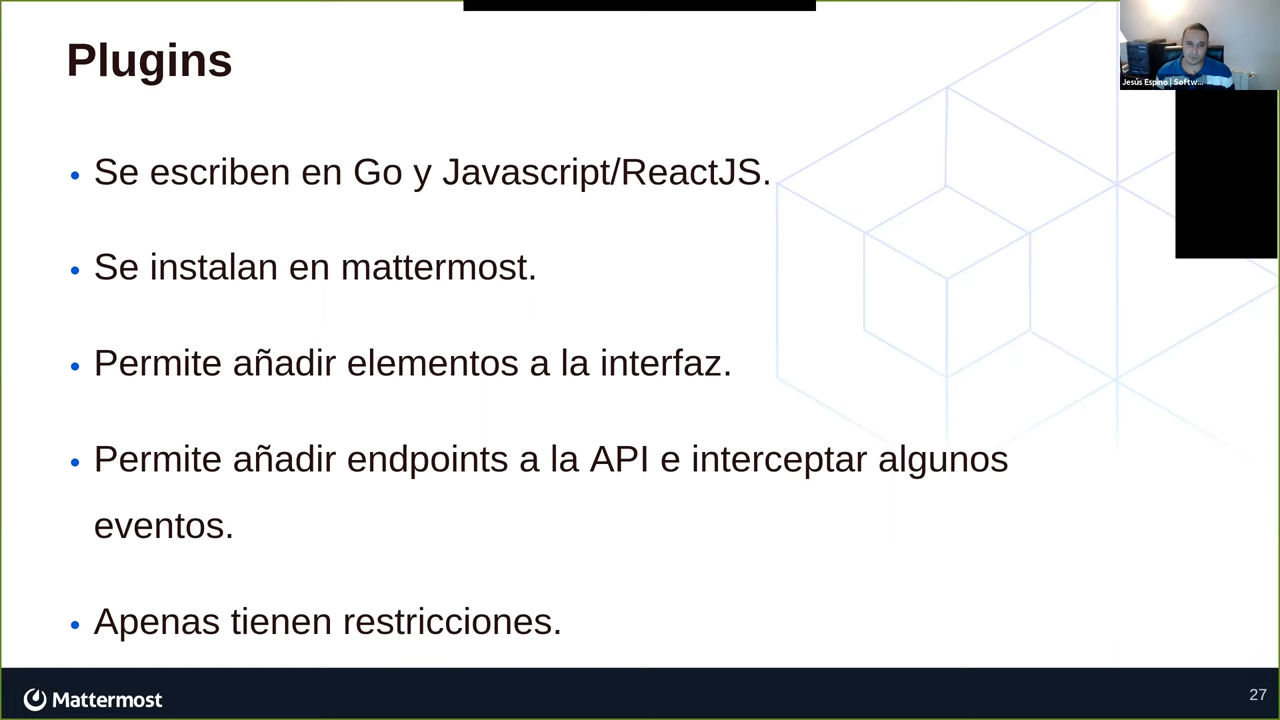 Plugins
Jesús Espino | Softw...
• Se escriben en Go y Javascript/ReactJS.
• Se instalan en mattermost.
• Permite añadir elementos a la interfaz.
• Permite añadir endpoints a la API e interceptar algunos
eventos.
• Apenas tienen restricciones.
Mattermost
27